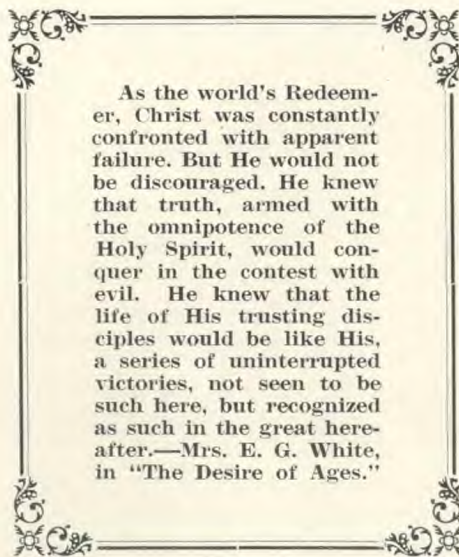 As the world's Redeem-
er, Christ was constantly
confronted with apparent
failure. But He would not
be discouraged. He knew
that truth, armed with
the omnipotence of the
Holy Spirit, would con-
quer in the contest with
evil. He knew that the
life of His trusting dis-
ciples would be like His,
a series of uninterrupted
victories, not seen to be
such here, but recognized
as such in the great here-
after.—Mrs. E. G. White,
in "The Desire of Ages."